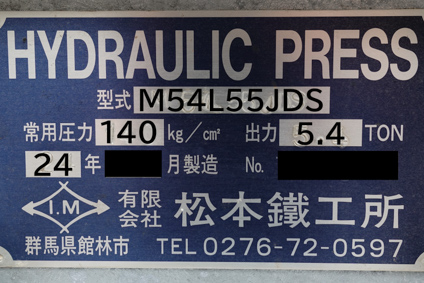 HYDRAULIC PRESS
型式 M54L55JDS
常用圧力 140 kg/cm² 出力 5.4 TON
24 年 月製造 No.
I.M 有限会社 松本鐵工所
群馬県館林市 TEL 0276-72-0597